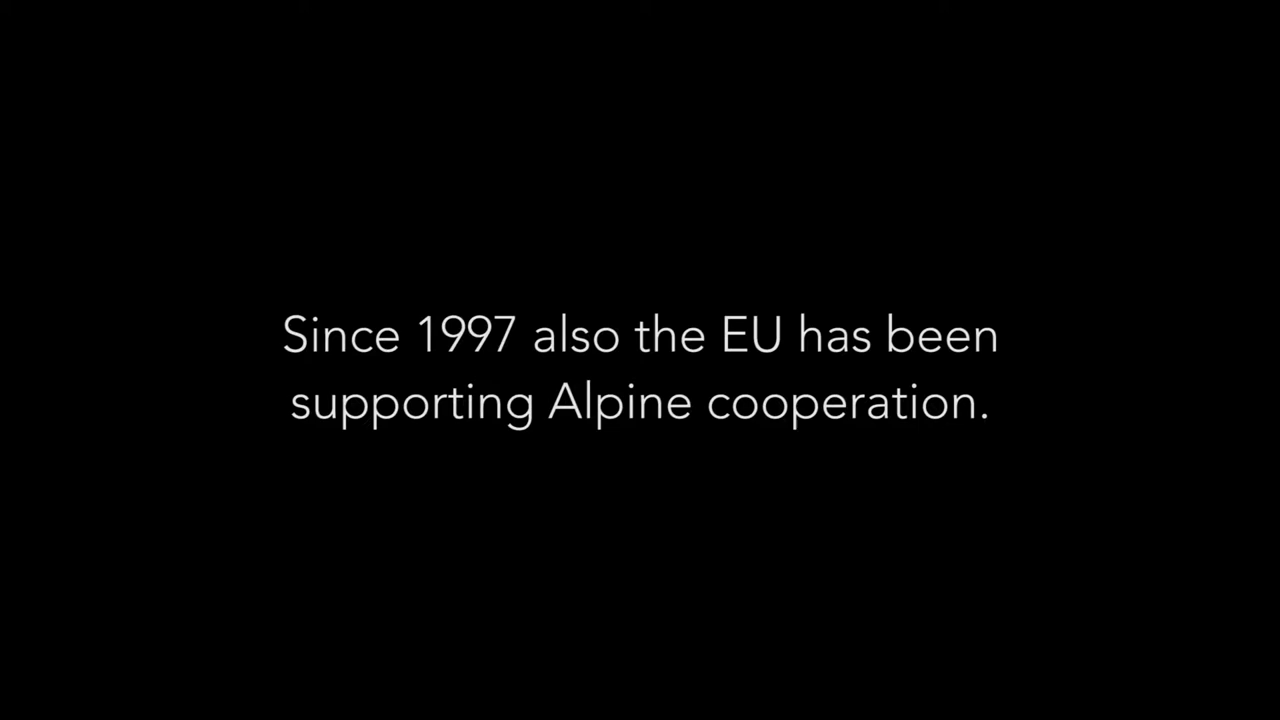 Since 1997 also the EU has been
supporting Alpine cooperation.